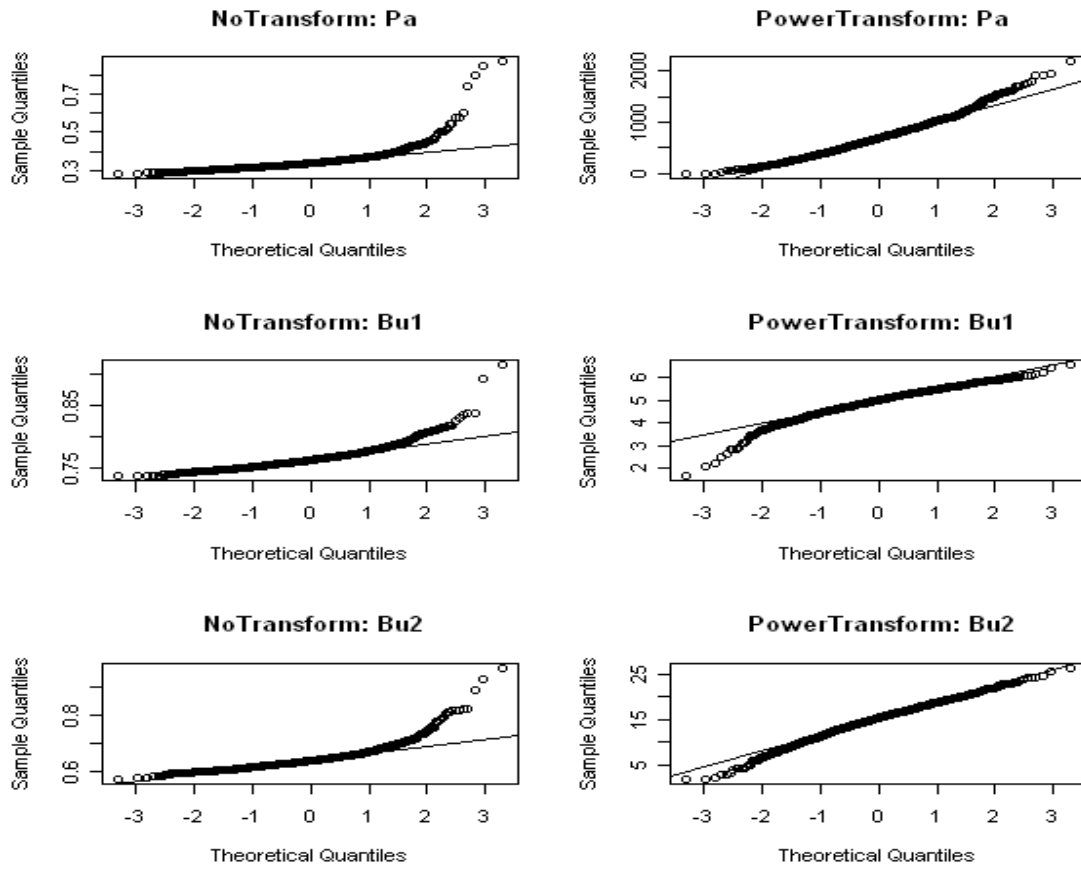 NoTransform: Pa
Sample Quantiles
0.3 0.5 0.7
-3 -2 -1 0 1 2 3
Theoretical Quantiles
PowerTransform: Pa
Sample Quantiles
0 1000 2000
-3 -2 -1 0 1 2 3
Theoretical Quantiles
NoTransform: Bu1
Sample Quantiles
0.75 0.85
-3 -2 -1 0 1 2 3
Theoretical Quantiles
PowerTransform: Bu1
Sample Quantiles
2 3 4 5 6
-3 -2 -1 0 1 2 3
Theoretical Quantiles
NoTransform: Bu2
Sample Quantiles
0.6 0.8
-3 -2 -1 0 1 2 3
Theoretical Quantiles
PowerTransform: Bu2
Sample Quantiles
5 15 25
-3 -2 -1 0 1 2 3
Theoretical Quantiles